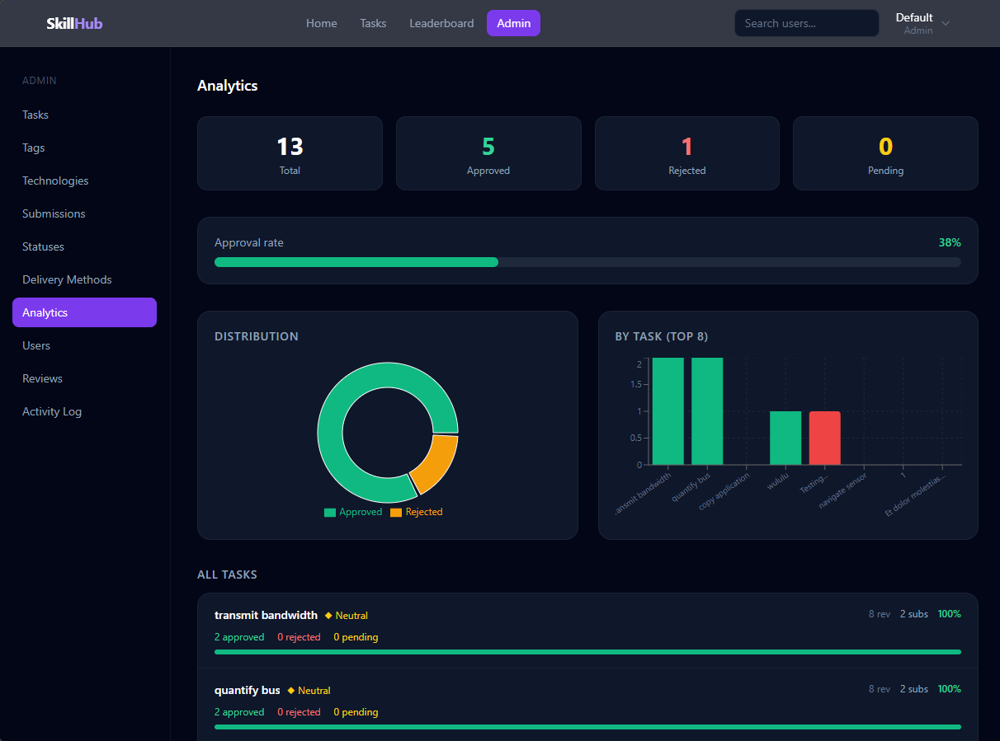 SkillHub
Home Tasks Leaderboard Admin
Search users...
Default
Admin
ADMIN
Tasks
Tags
Technologies
Submissions
Statuses
Delivery Methods
Analytics
Users
Reviews
Activity Log
Analytics
13
Total
5
Approved
1
Rejected
0
Pending
Approval rate 38%
DISTRIBUTION
Approved Rejected
BY TASK (TOP 8)
2
1.5
1
0.5
0
ransmit bandwidth
quantify bus
copy application
wululu
Testing...
navigate sensor
1
Et dolor molestias...
ALL TASKS
transmit bandwidth ◆ Neutral 8 rev 2 subs 100%
2 approved 0 rejected 0 pending
quantify bus ◆ Neutral 8 rev 2 subs 100%
2 approved 0 rejected 0 pending